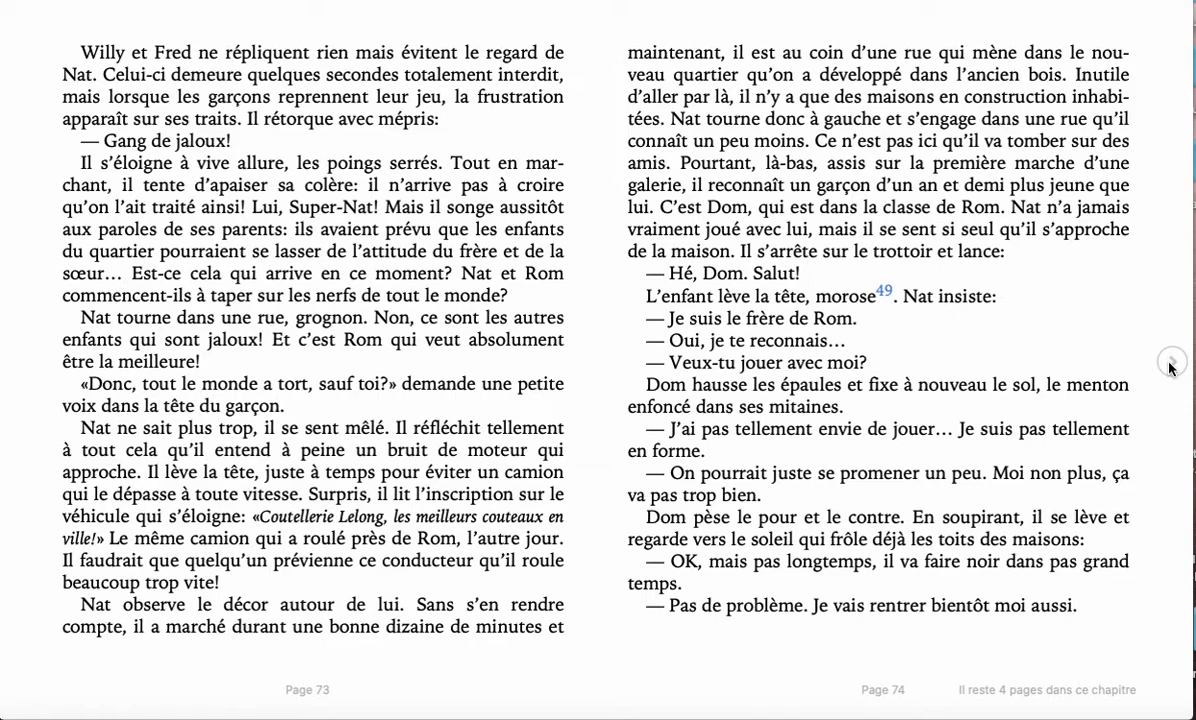 Willy et Fred ne répliquent rien mais évitent le regard de
Nat. Celui-ci demeure quelques secondes totalement interdit,
mais lorsque les garçons reprennent leur jeu, la frustration
apparaît sur ses traits. Il rétorque avec mépris:
— Gang de jaloux!
Il s’éloigne à vive allure, les poings serrés. Tout en mar-
chant, il tente d’apaiser sa colère: il n’arrive pas à croire
qu’on l’ait traité ainsi! Lui, Super-Nat! Mais il songe aussitôt
aux paroles de ses parents: ils avaient prévu que les enfants
du quartier pourraient se lasser de l’attitude du frère et de la
sœur… Est-ce cela qui arrive en ce moment? Nat et Rom
commencent-ils à taper sur les nerfs de tout le monde?
Nat tourne dans une rue, grognon. Non, ce sont les autres
enfants qui sont jaloux! Et c’est Rom qui veut absolument
être la meilleure!
«Donc, tout le monde a tort, sauf toi?» demande une petite
voix dans la tête du garçon.
Nat ne sait plus trop, il se sent mêlé. Il réfléchit tellement
à tout cela qu’il entend à peine un bruit de moteur qui
approche. Il lève la tête, juste à temps pour éviter un camion
qui le dépasse à toute vitesse. Surpris, il lit l’inscription sur le
véhicule qui s’éloigne: «Coutellerie Lelong, les meilleurs couteaux en
ville!» Le même camion qui a roulé près de Rom, l’autre jour.
Il faudrait que quelqu’un prévienne ce conducteur qu’il roule
beaucoup trop vite!
Nat observe le décor autour de lui. Sans s’en rendre
compte, il a marché durant une bonne dizaine de minutes et
Page 73
maintenant, il est au coin d’une rue qui mène dans le nou-
veau quartier qu’on a développé dans l’ancien bois. Inutile
d’aller par là, il n’y a que des maisons en construction inhabi-
tées. Nat tourne donc à gauche et s’engage dans une rue qu’il
connaît un peu moins. Ce n’est pas ici qu’il va tomber sur des
amis. Pourtant, là-bas, assis sur la première marche d’une
galerie, il reconnaît un garçon d’un an et demi plus jeune que
lui. C’est Dom, qui est dans la classe de Rom. Nat n’a jamais
vraiment joué avec lui, mais il se sent si seul qu’il s’approche
de la maison. Il s’arrête sur le trottoir et lance:
— Hé, Dom. Salut!
L’enfant lève la tête, morose49. Nat insiste:
— Je suis le frère de Rom.
— Oui, je te reconnais…
— Veux-tu jouer avec moi?
Dom hausse les épaules et fixe à nouveau le sol, le menton
enfoncé dans ses mitaines.
— J’ai pas tellement envie de jouer… Je suis pas tellement
en forme.
— On pourrait juste se promener un peu. Moi non plus, ça
va pas trop bien.
Dom pèse le pour et le contre. En soupirant, il se lève et
regarde vers le soleil qui frôle déjà les toits des maisons:
— OK, mais pas longtemps, il va faire noir dans pas grand
temps.
— Pas de problème. Je vais rentrer bientôt moi aussi.
Page 74
Il reste 4 pages dans ce chapitre